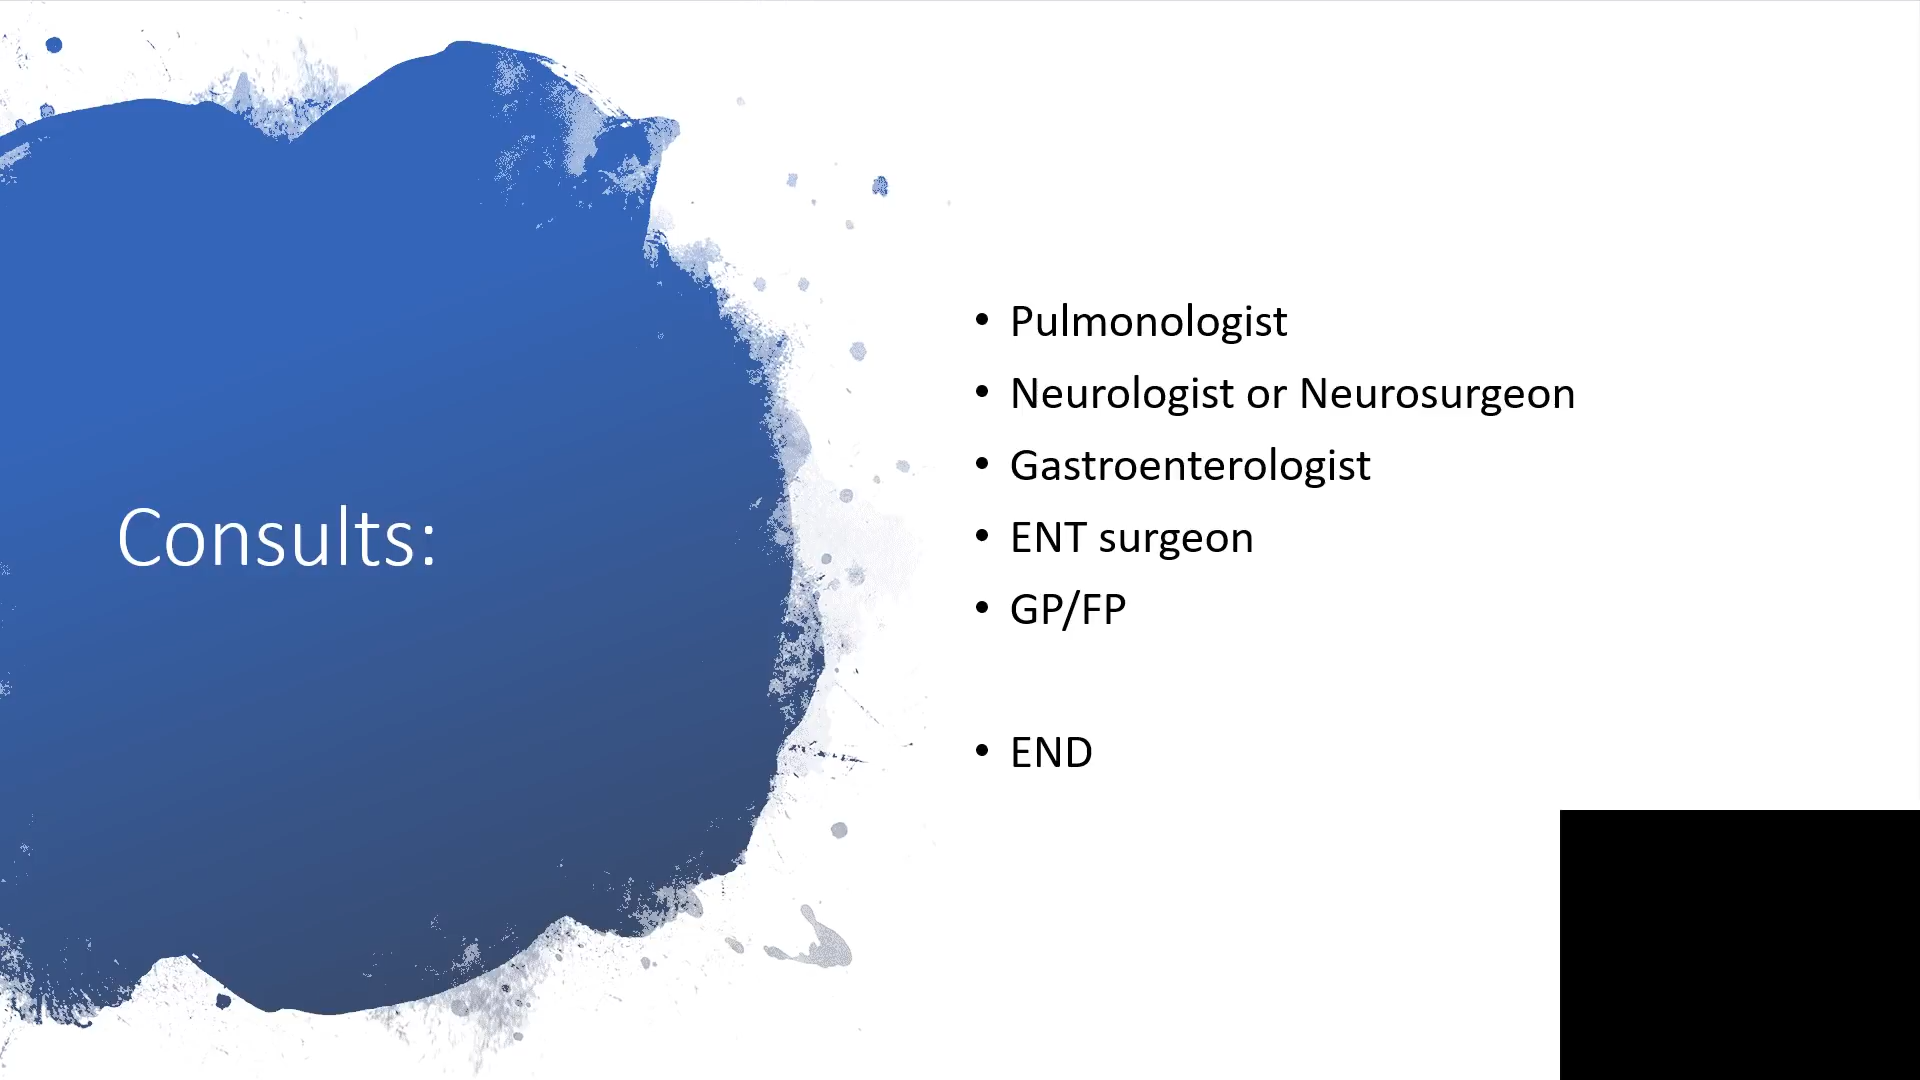 Consults:
• Pulmonologist
• Neurologist or Neurosurgeon
• Gastroenterologist
• ENT surgeon
• GP/FP
• END